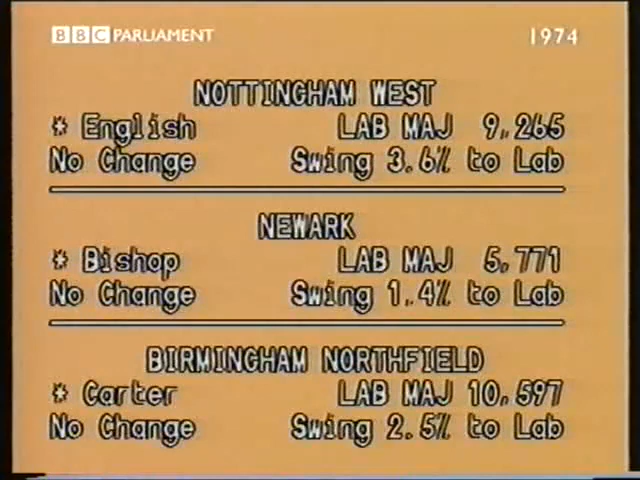 BBC PARLIAMENT 1974
NOTTINGHAM WEST
* English LAB MAJ 9,265
No Change Swing 3.6% to Lab
NEWARK
* Bishop LAB MAJ 5,771
No Change Swing 1.4% to Lab
BIRMINGHAM NORTHFIELD
* Carter LAB MAJ 10,597
No Change Swing 2.5% to Lab